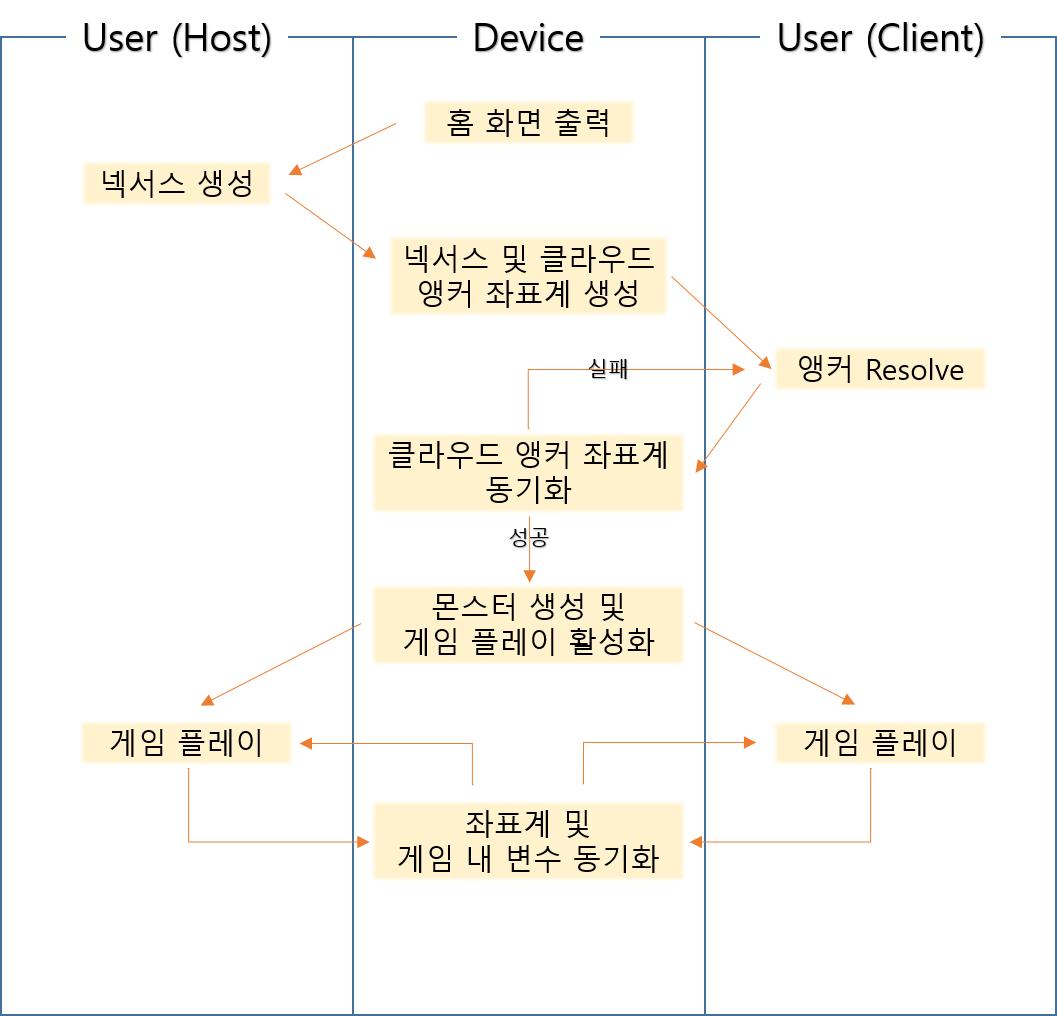 User (Host)
Device
User (Client)
홈 화면 출력
넥서스 생성
넥서스 및 클라우드
앵커 좌표계 생성
실패
앵커 Resolve
클라우드 앵커 좌표계
동기화
성공
몬스터 생성 및
게임 플레이 활성화
게임 플레이
게임 플레이
좌표계 및
게임 내 변수 동기화